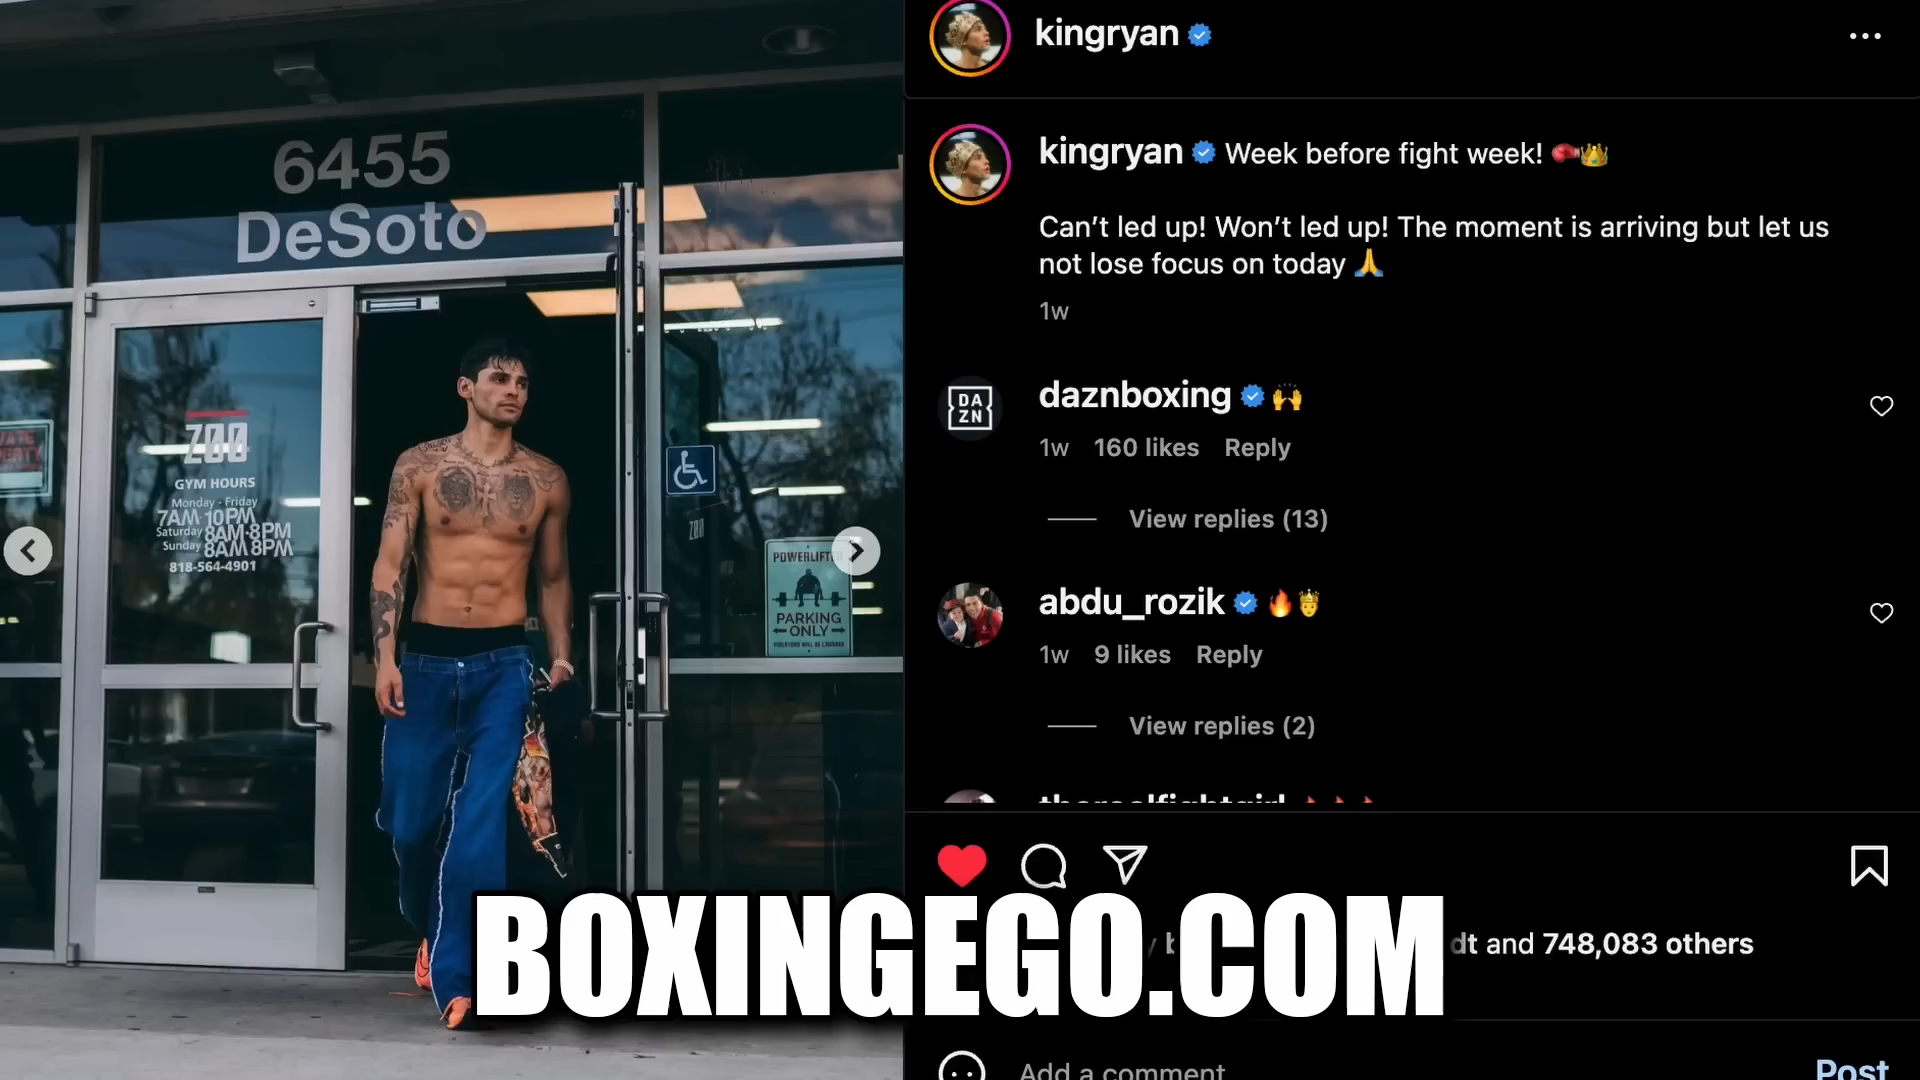 6455
DeSoto
ZOO
GYM HOURS
Monday - Friday
7AM-10PM
Saturday 8AM-8PM
Sunday 8AM 8PM
818-564-4901
ZOO
POWERLIFT
PARKING
ONLY
kingryan
kingryan Week before fight week! 🥊👑
Can’t led up! Won’t led up! The moment is arriving but let us
not lose focus on today 🙏
1w
DA
ZN
daznboxing 🙌
1w 160 likes Reply
View replies (13)
abdu_rozik 🔥🤴
1w 9 likes Reply
View replies (2)
dt and 748,083 others
BOXINGEGO.COM
Add a comment
Post